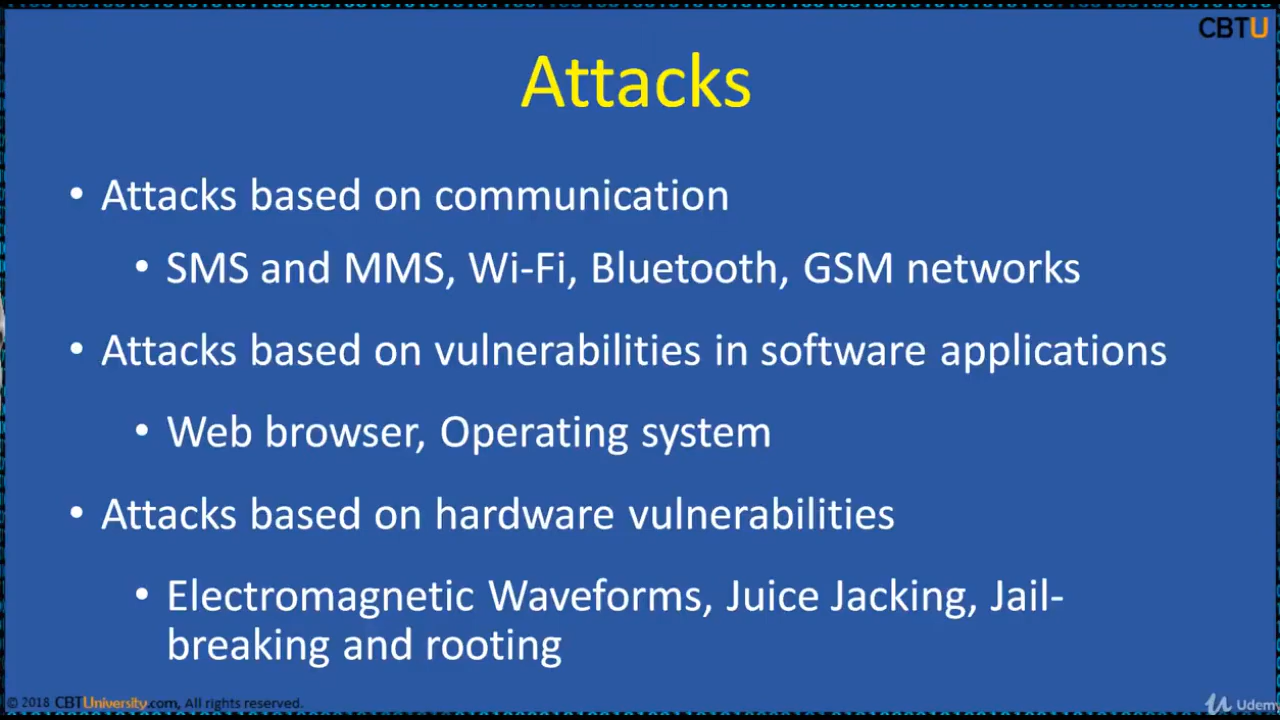 CBTU
Attacks
• Attacks based on communication
• SMS and MMS, Wi-Fi, Bluetooth, GSM networks
• Attacks based on vulnerabilities in software applications
• Web browser, Operating system
• Attacks based on hardware vulnerabilities
• Electromagnetic Waveforms, Juice Jacking, Jail-
breaking and rooting
© 2018 CBTUniversity.com, All rights reserved.